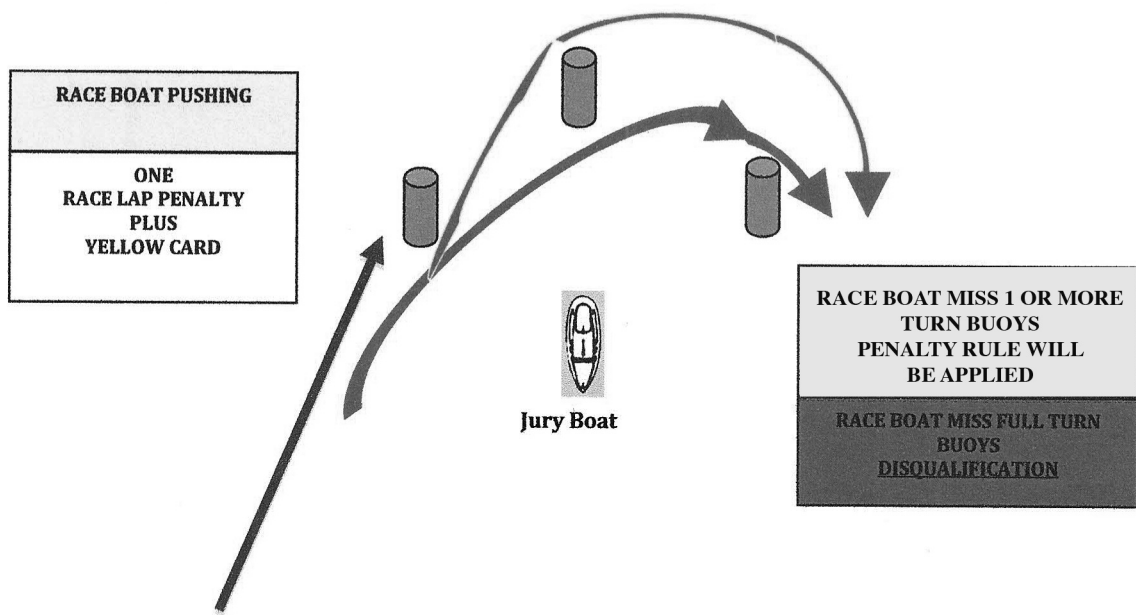 RACE BOAT PUSHING
ONE
RACE LAP PENALTY
PLUS
YELLOW CARD
Jury Boat
RACE BOAT MISS 1 OR MORE
TURN BUOYS
PENALTY RULE WILL
BE APPLIED
RACE BOAT MISS FULL TURN
BUOYS
DISQUALIFICATION